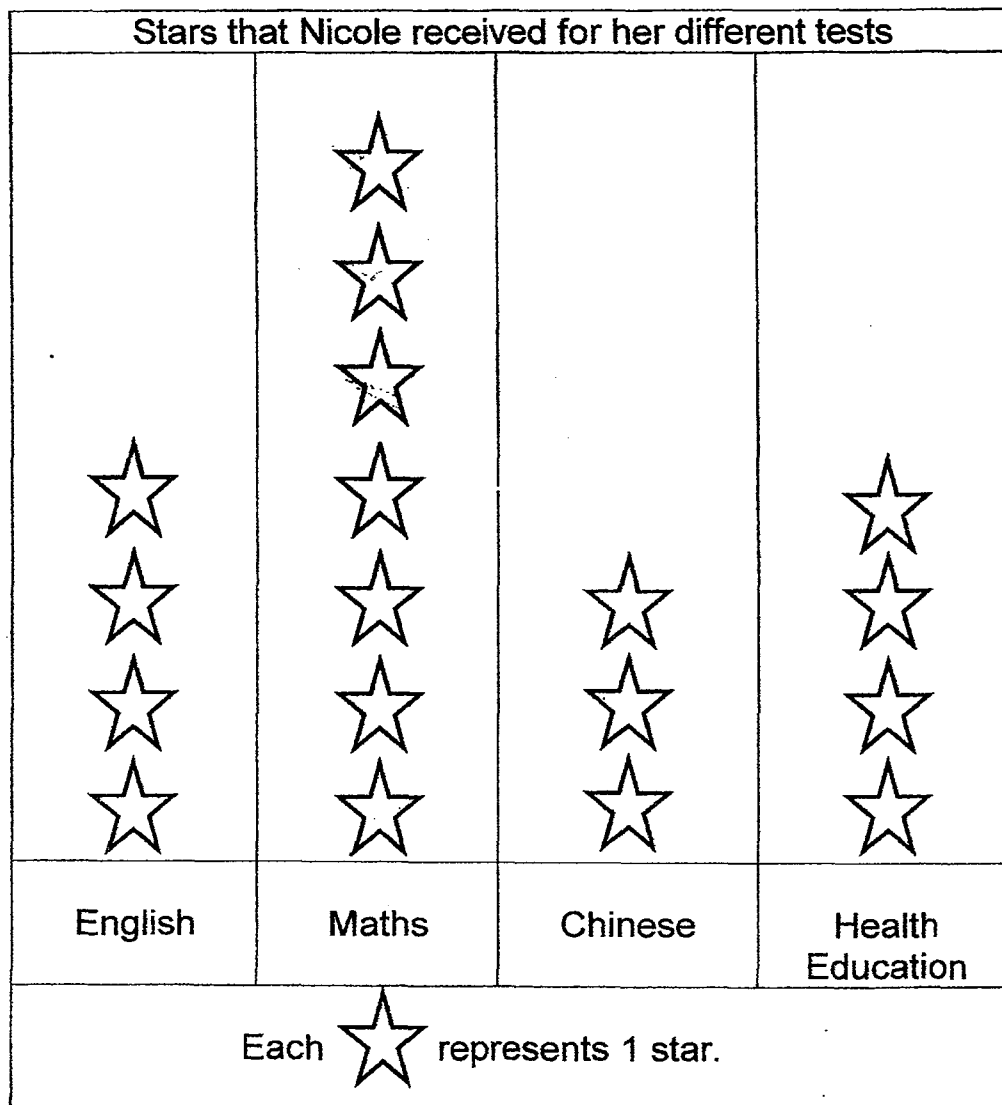 Stars that Nicole received for her different tests
English
Maths
Chinese
Health
Education
Each represents 1 star.